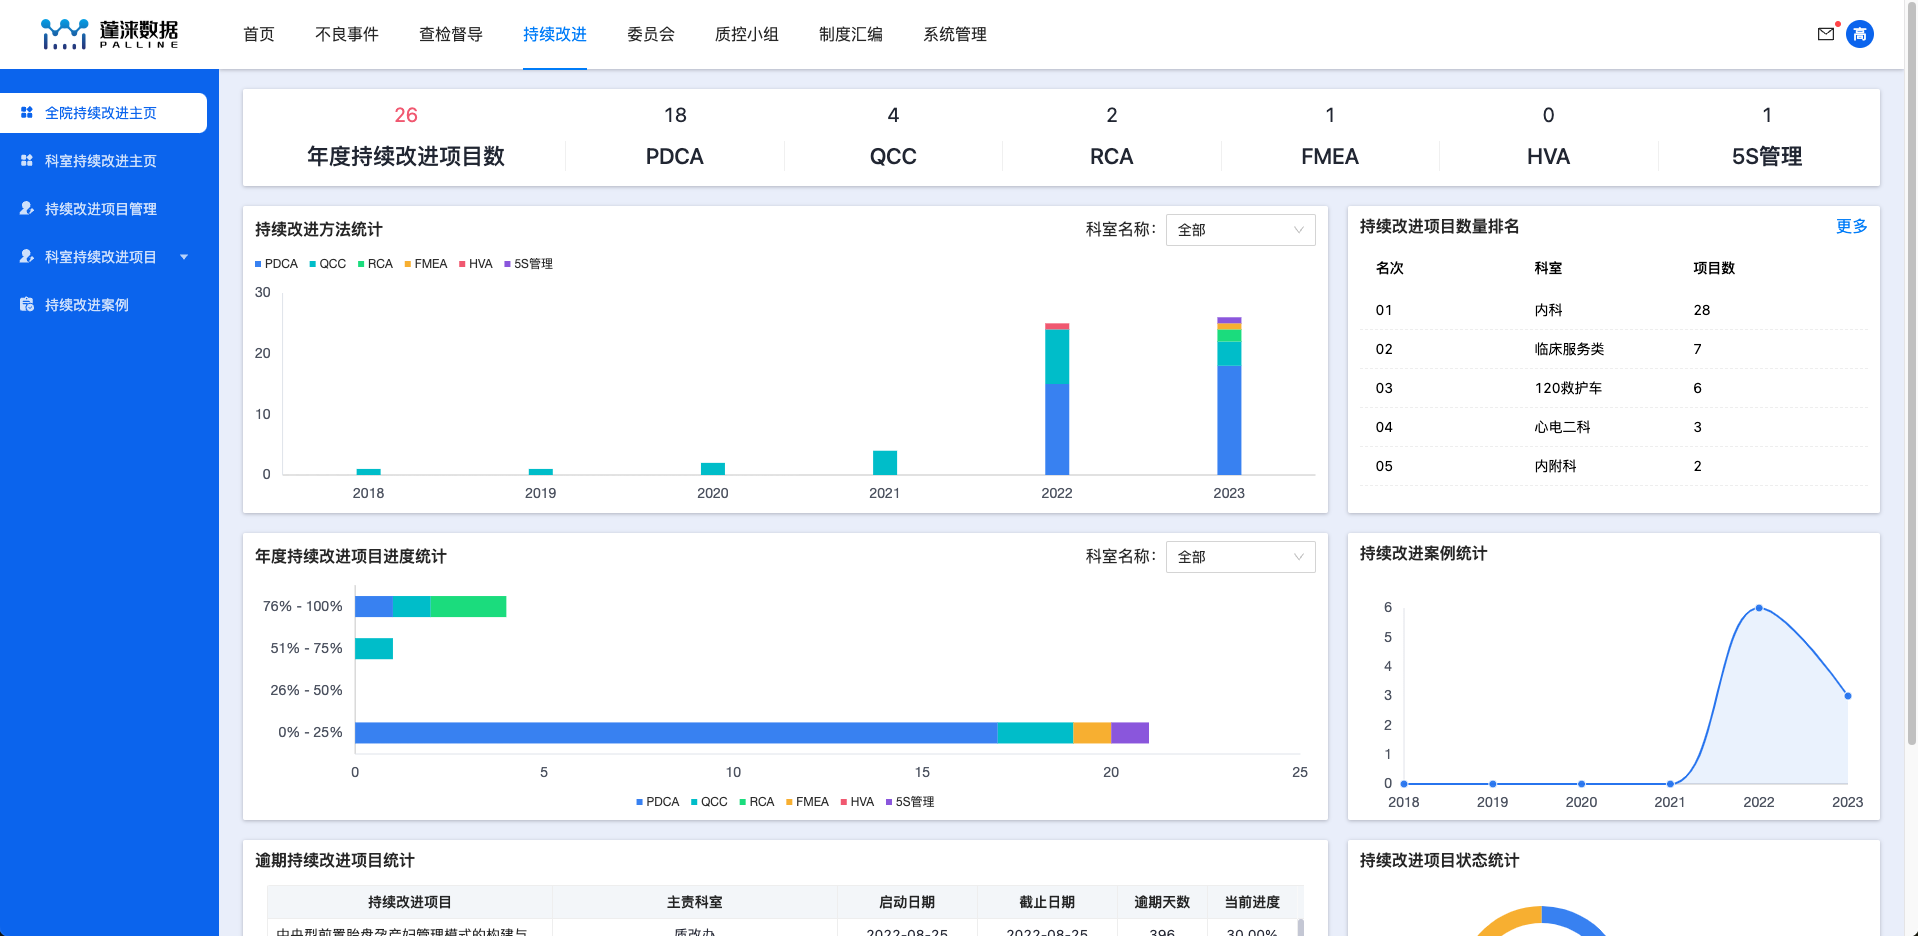 蓬涞数据
PALLINE
首页 不良事件 查检督导 持续改进 委员会 质控小组 制度汇编 系统管理
高
全院持续改进主页
科室持续改进主页
持续改进项目管理
科室持续改进项目
持续改进案例
26 18 4 2 1 0 1
年度持续改进项目数 PDCA QCC RCA FMEA HVA 5S管理
持续改进方法统计
科室名称： 全部
PDCA QCC RCA FMEA HVA 5S管理
30
20
10
0
2018 2019 2020 2021 2022 2023
持续改进项目数量排名 更多
名次 科室 项目数
01 内科 28
02 临床服务类 7
03 120救护车 6
04 心电二科 3
05 内附科 2
年度持续改进项目进度统计
科室名称： 全部
76% - 100%
51% - 75%
26% - 50%
0% - 25%
0 5 10 15 20 25
PDCA QCC RCA FMEA HVA 5S管理
持续改进案例统计
6
5
4
3
2
1
0
2018 2019 2020 2021 2022 2023
逾期持续改进项目统计
持续改进项目 主责科室 启动日期 截止日期 逾期天数 当前进度
中央型前置胎盘孕产妇管理模式的构建与 质改办 2022-08-25 2022-08-25 396 30.00%
持续改进项目状态统计